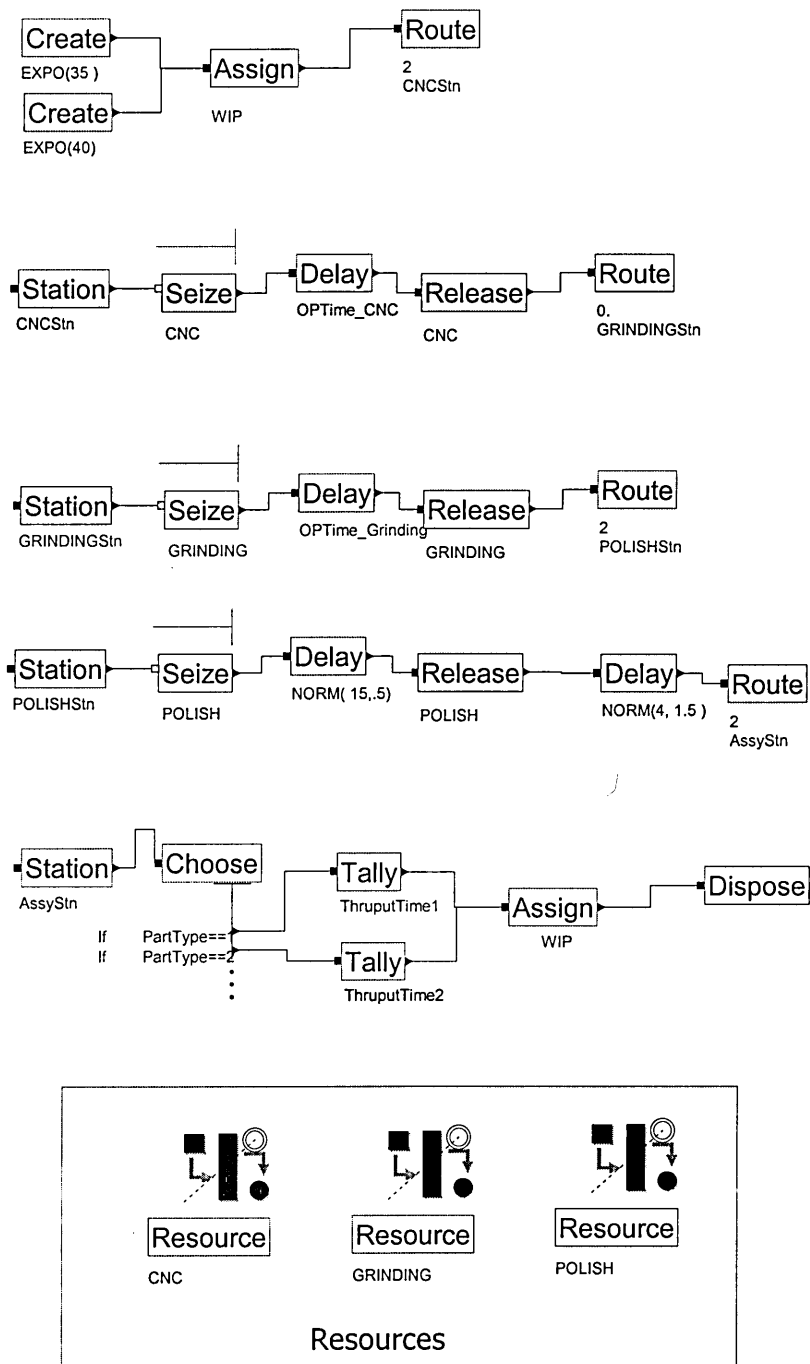 Create
EXPO(35 )
Create
EXPO(40)
Assign
WIP
Route
2
CNCStn
Station
CNCStn
Seize
CNC
Delay
OPTime_CNC
Release
CNC
Route
0.
GRINDINGStn
Station
GRINDINGStn
Seize
GRINDING
Delay
OPTime_Grinding
Release
GRINDING
Route
2
POLISHStn
Station
POLISHStn
Seize
POLISH
Delay
NORM( 15,.5)
Release
POLISH
Delay
NORM(4, 1.5 )
Route
2
AssyStn
Station
AssyStn
Choose
If PartType==
If PartType==2
Tally
ThruputTime1
Tally
ThruputTime2
Assign
WIP
Dispose
Resource
CNC
Resource
GRINDING
Resource
POLISH
Resources